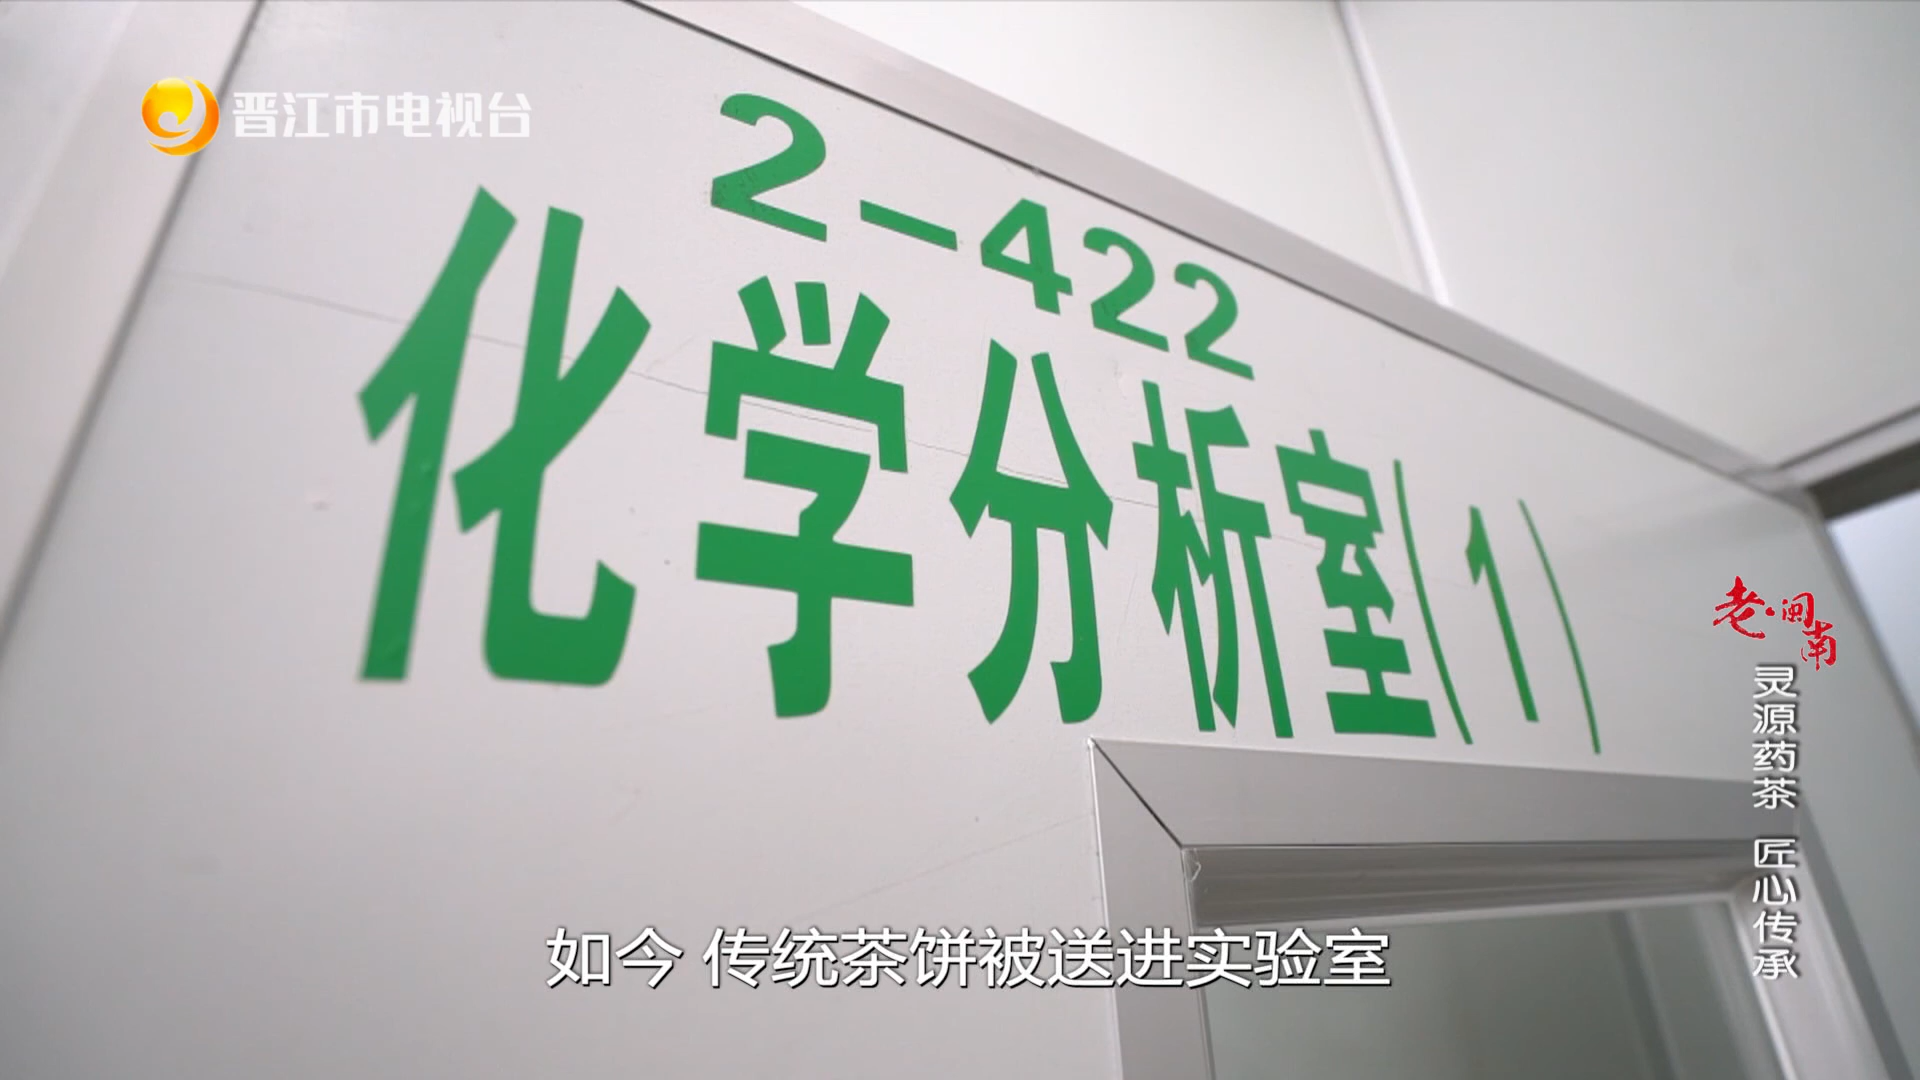 晋江市电视台
2-422
化学分析室(1)
老·闽南
灵源药茶 匠心传承
如今 传统茶饼被送进实验室